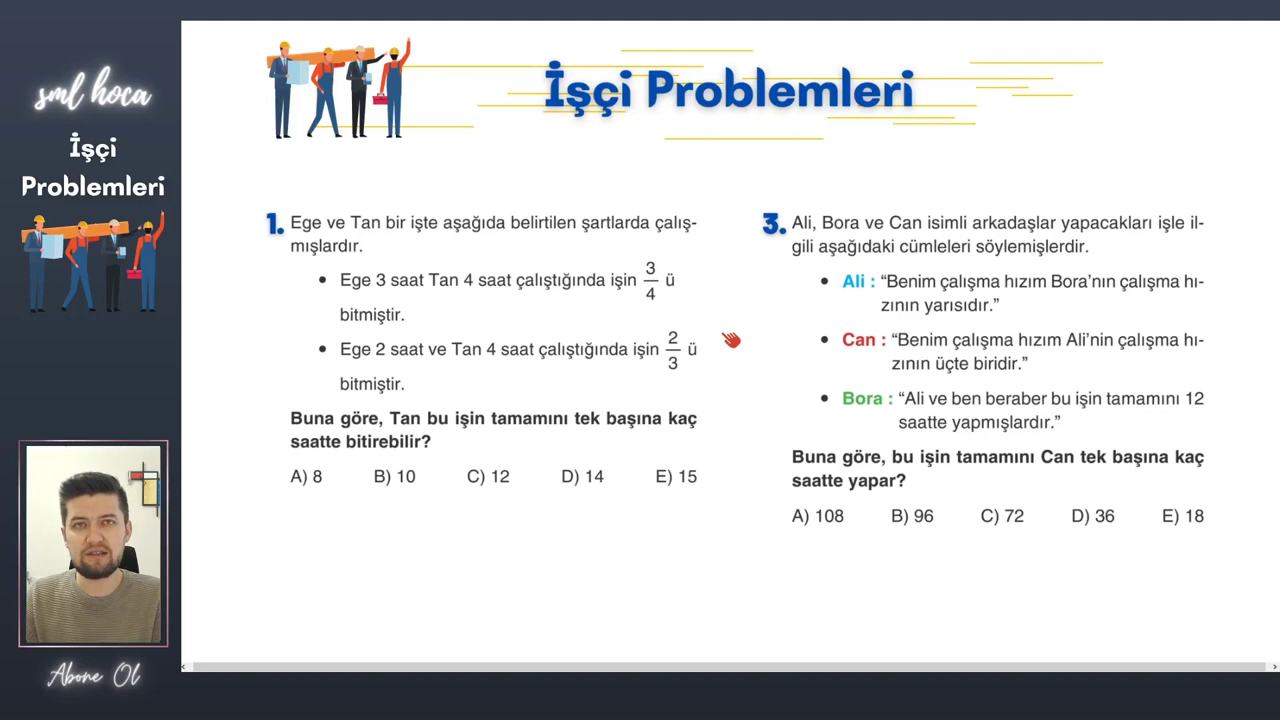 sml hoca
İşçi
Problemleri
Abone Ol
İşçi Problemleri
1. Ege ve Tan bir işte aşağıda belirtilen şartlarda çalış-
mışlardır.
• Ege 3 saat Tan 4 saat çalıştığında işin 3/4 ü
bitmiştir.
• Ege 2 saat ve Tan 4 saat çalıştığında işin 2/3 ü
bitmiştir.
Buna göre, Tan bu işin tamamını tek başına kaç
saatte bitirebilir?
A) 8 B) 10 C) 12 D) 14 E) 15
3. Ali, Bora ve Can isimli arkadaşlar yapacakları işle il-
gili aşağıdaki cümleleri söylemişlerdir.
• Ali : “Benim çalışma hızım Bora’nın çalışma hı-
zının yarısıdır.”
• Can : “Benim çalışma hızım Ali’nin çalışma hı-
zının üçte biridir.”
• Bora : “Ali ve ben beraber bu işin tamamını 12
saatte yapmışlardır.”
Buna göre, bu işin tamamını Can tek başına kaç
saatte yapar?
A) 108 B) 96 C) 72 D) 36 E) 18